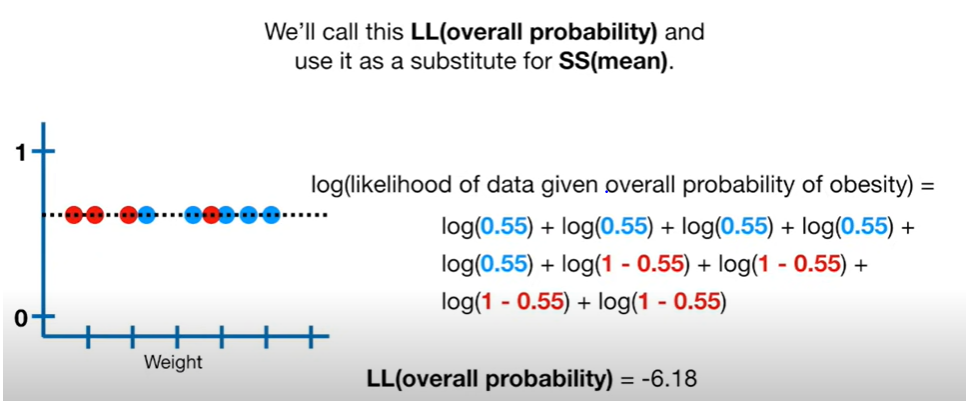 We'll call this LL(overall probability) and
use it as a substitute for SS(mean).
1
log(likelihood of data given overall probability of obesity) =
log(0.55) + log(0.55) + log(0.55) + log(0.55) +
log(0.55) + log(1 - 0.55) + log(1 - 0.55) +
log(1 - 0.55) + log(1 - 0.55)
0
Weight
LL(overall probability) = -6.18